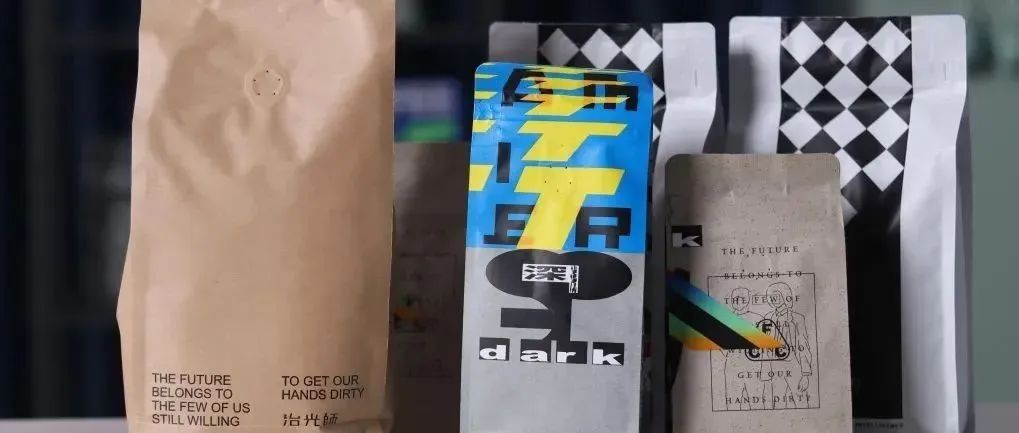 THE FUTURE
BELONGS TO
THE FEW OF US
STILL WILLING
TO GET OUR
HANDS DIRTY
治光師
深
dark
k
THE FUTURE
BELONGS TO
THE FEW OF
GET OUR
HANDS DIRTY